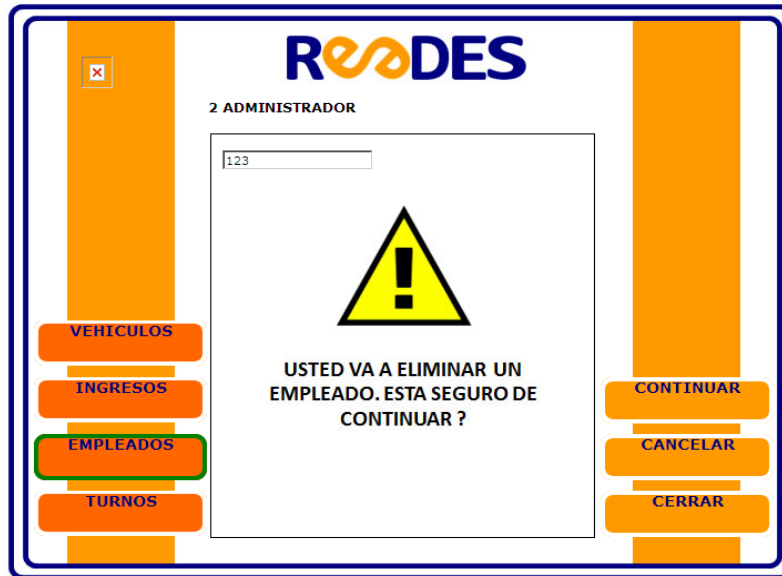 ReeDES
2 ADMINISTRADOR
123
USTED VA A ELIMINAR UN
EMPLEADO. ESTA SEGURO DE
CONTINUAR ?
VEHICULOS
INGRESOS
EMPLEADOS
TURNOS
CONTINUAR
CANCELAR
CERRAR